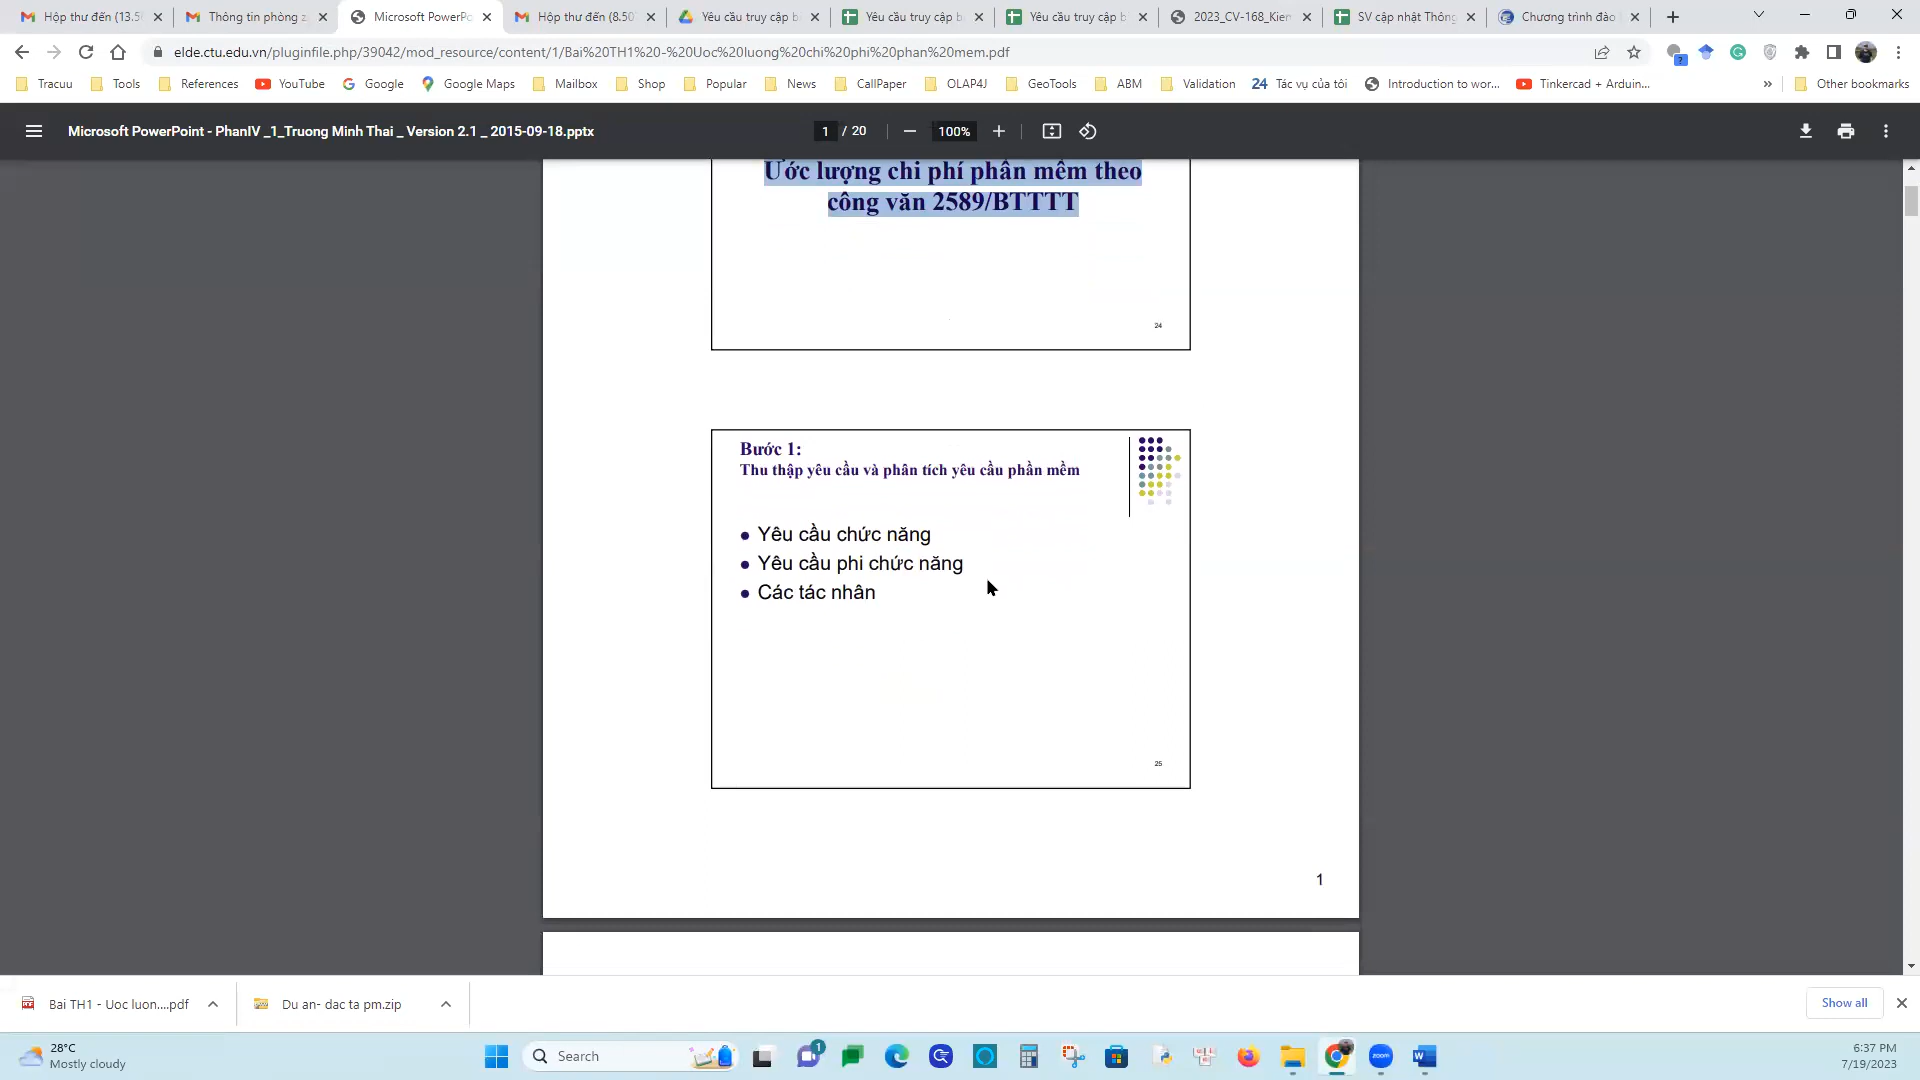 Hộp thư đến (13.5
Thông tin phòng z
Microsoft PowerPo
Hộp thư đến (8.50
Yêu cầu truy cập b
Yêu cầu truy cập b
Yêu cầu truy cập b
2023_CV-168_Kien
SV cập nhật Thông
Chương trình đào
elde.ctu.edu.vn/pluginfile.php/39042/mod_resource/content/1/Bai%20TH1%20-%20Uoc%20luong%20chi%20phi%20phan%20mem.pdf
Tracuu
Tools
References
YouTube
Google
Google Maps
Mailbox
Shop
Popular
News
CallPaper
OLAP4J
GeoTools
ABM
Validation
24 Tác vụ của tôi
Introduction to wor...
Tinkercad + Arduin...
»
Other bookmarks
Microsoft PowerPoint - PhanIV _1_Truong Minh Thai _ Version 2.1 _ 2015-09-18.pptx
1 / 20
100%
Ước lượng chi phí phần mềm theo
công văn 2589/BTTTT
24
Bước 1:
Thu thập yêu cầu và phân tích yêu cầu phần mềm
• Yêu cầu chức năng
• Yêu cầu phi chức năng
• Các tác nhân
25
1
Bai TH1 - Uoc luon....pdf
Du an- dac ta pm.zip
Show all
28°C
Mostly cloudy
Search
1
zoom
6:37 PM
7/19/2023